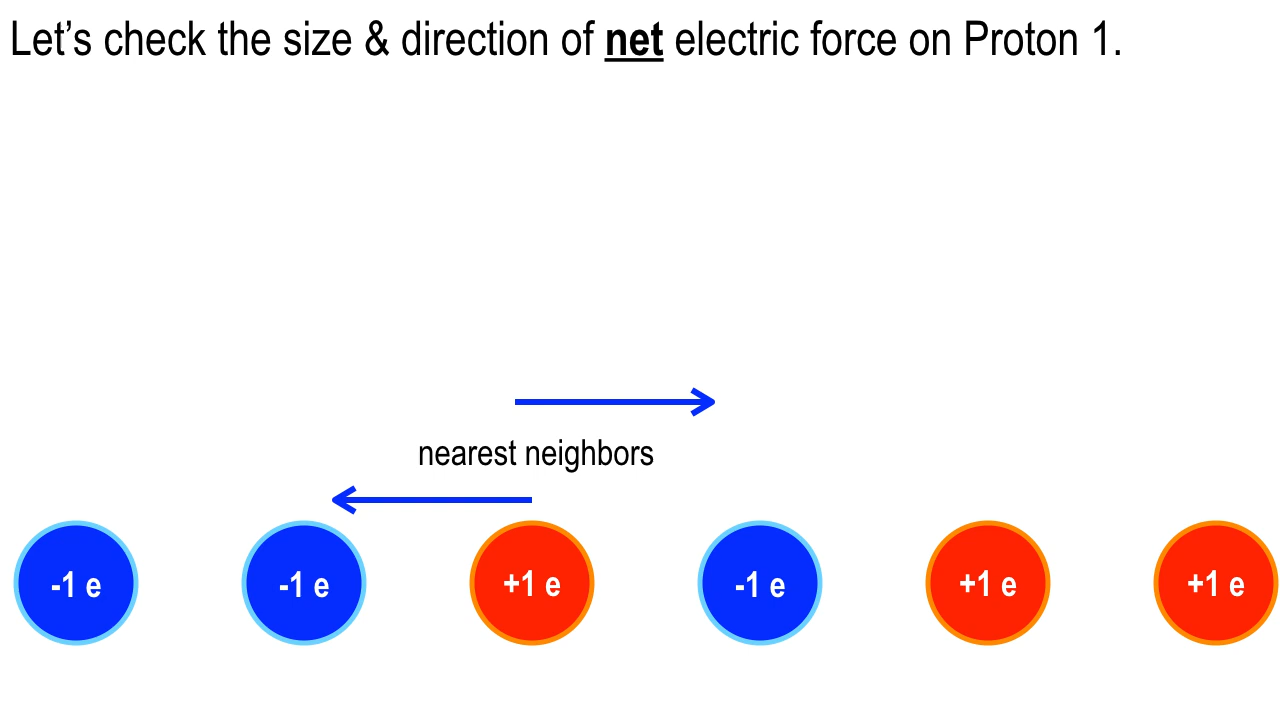 Let’s check the size & direction of net electric force on Proton 1.
nearest neighbors
-1 e -1 e +1 e -1 e +1 e +1 e